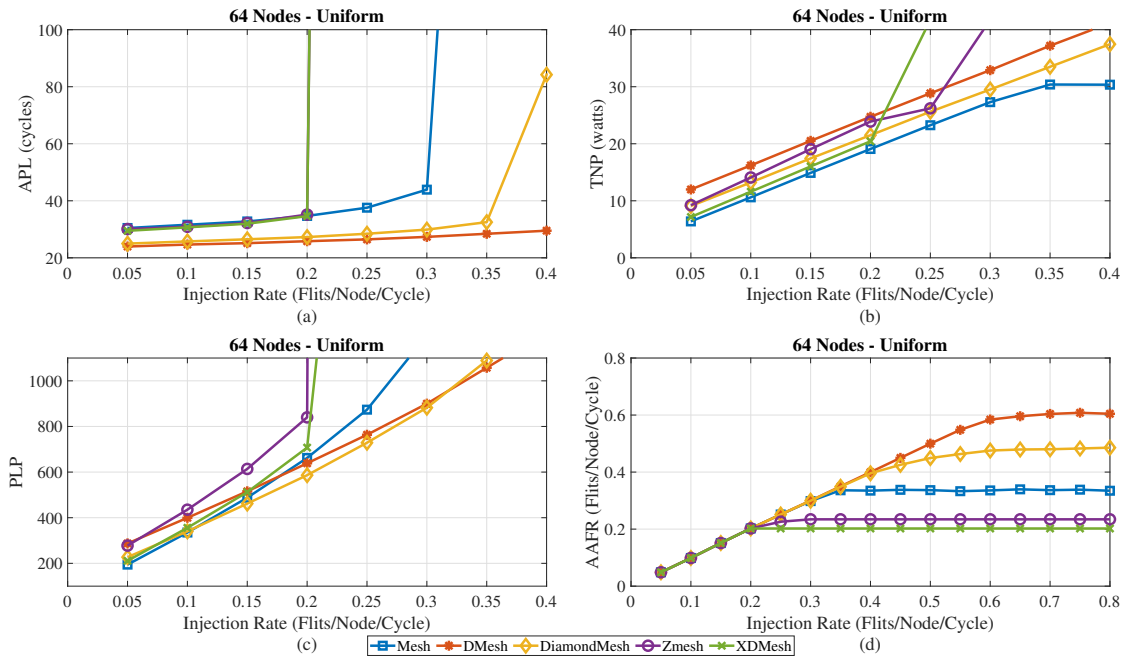 64 Nodes - Uniform
100
80
60
40
20
APL (cycles)
0 0.05 0.1 0.15 0.2 0.25 0.3 0.35 0.4
Injection Rate (Flits/Node/Cycle)
(a)
64 Nodes - Uniform
40
30
20
10
0
TNP (watts)
0 0.05 0.1 0.15 0.2 0.25 0.3 0.35 0.4
Injection Rate (Flits/Node/Cycle)
(b)
64 Nodes - Uniform
1000
800
600
400
200
PLP
0 0.05 0.1 0.15 0.2 0.25 0.3 0.35 0.4
Injection Rate (Flits/Node/Cycle)
(c)
64 Nodes - Uniform
0.8
0.6
0.4
0.2
0
AAFR (Flits/Node/Cycle)
0 0.1 0.2 0.3 0.4 0.5 0.6 0.7 0.8
Injection Rate (Flits/Node/Cycle)
(d)
Mesh DMesh DiamondMesh Zmesh XDMesh